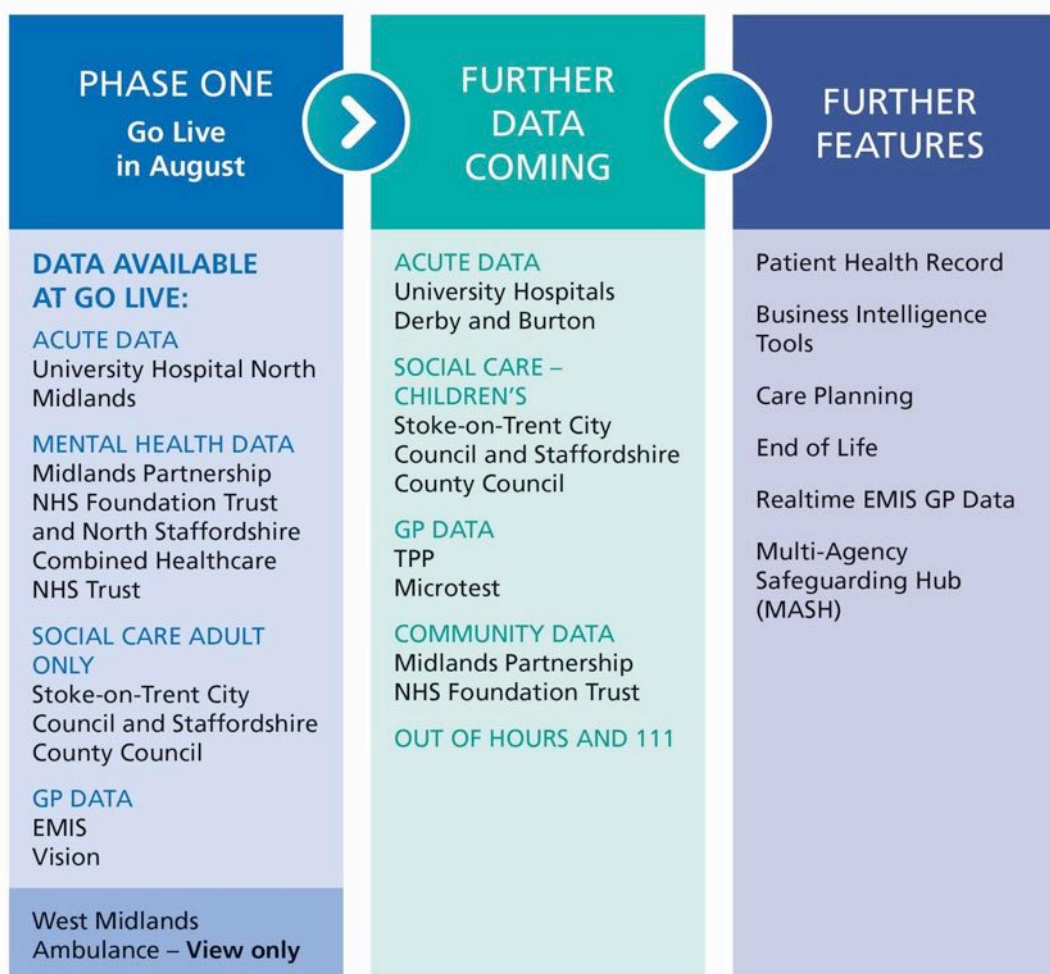 PHASE ONE
Go Live
in August
DATA AVAILABLE
AT GO LIVE:
ACUTE DATA
University Hospital North
Midlands
MENTAL HEALTH DATA
Midlands Partnership
NHS Foundation Trust
and North Staffordshire
Combined Healthcare
NHS Trust
SOCIAL CARE ADULT
ONLY
Stoke-on-Trent City
Council and Staffordshire
County Council
GP DATA
EMIS
Vision
West Midlands
Ambulance – View only
FURTHER
DATA
COMING
ACUTE DATA
University Hospitals
Derby and Burton
SOCIAL CARE –
CHILDREN'S
Stoke-on-Trent City
Council and Staffordshire
County Council
GP DATA
TPP
Microtest
COMMUNITY DATA
Midlands Partnership
NHS Foundation Trust
OUT OF HOURS AND 111
FURTHER
FEATURES
Patient Health Record
Business Intelligence
Tools
Care Planning
End of Life
Realtime EMIS GP Data
Multi-Agency
Safeguarding Hub
(MASH)